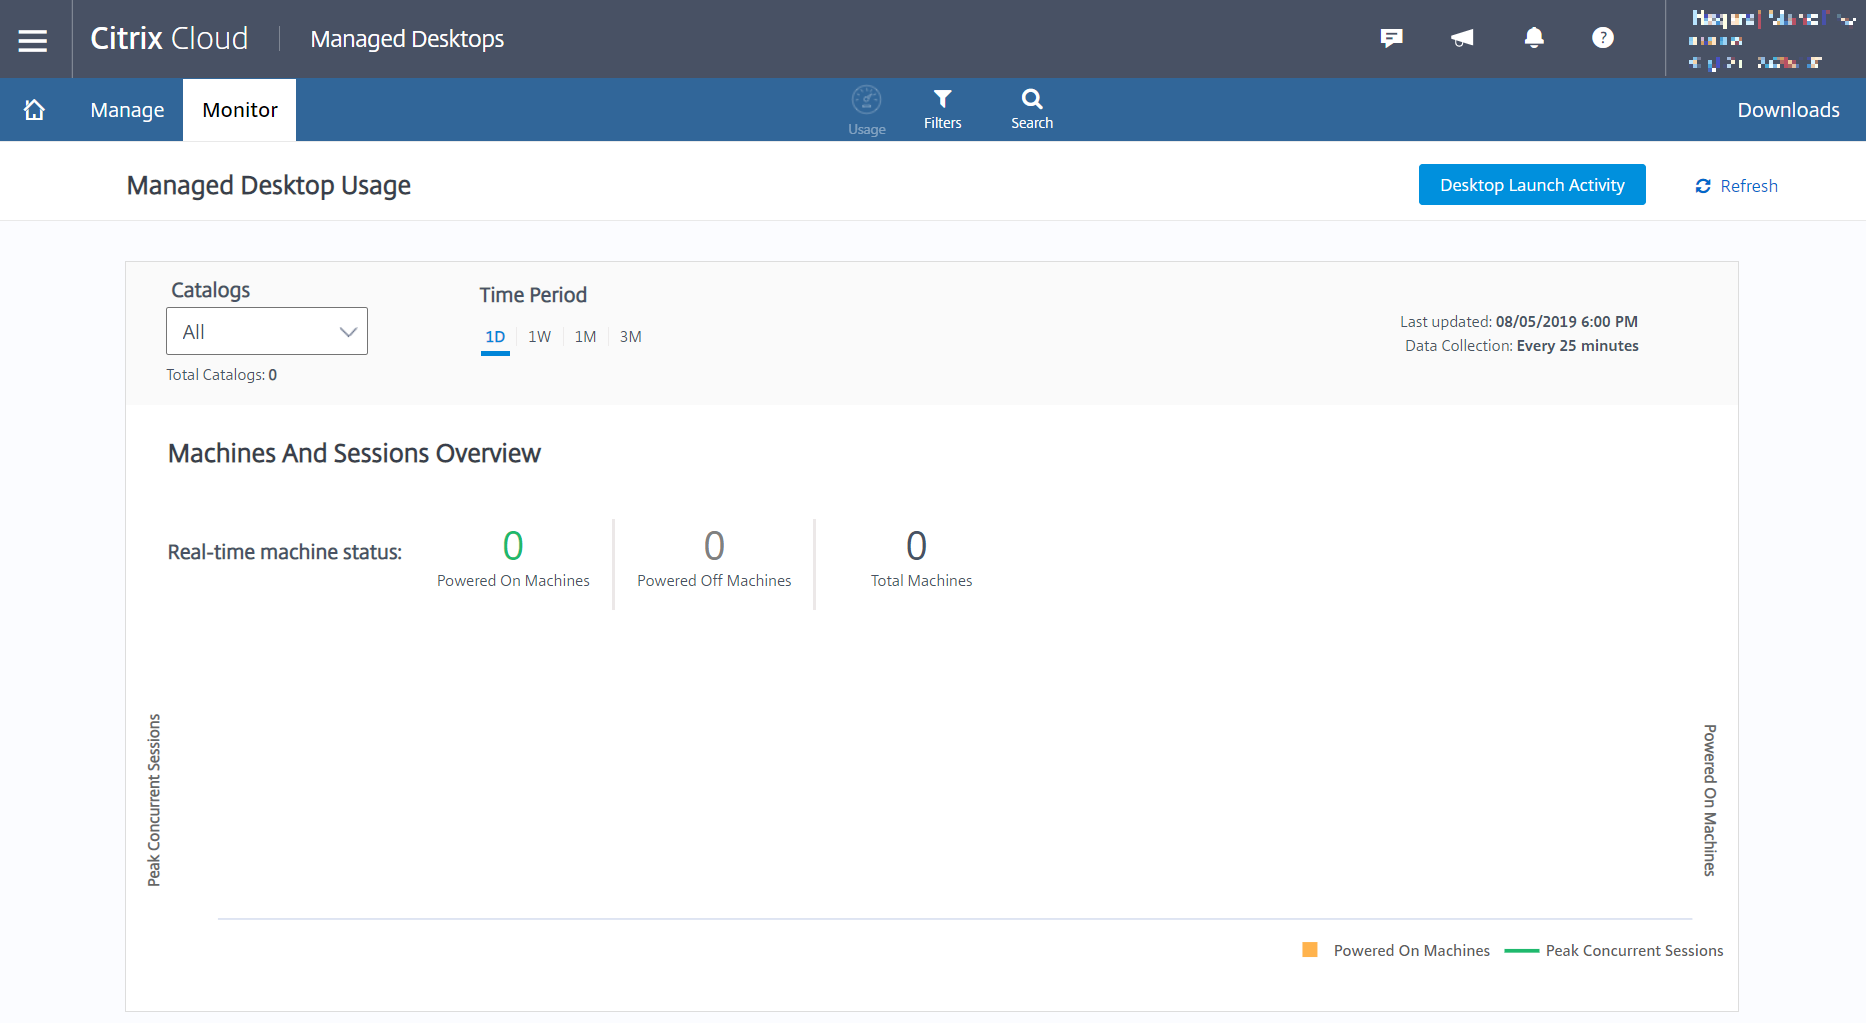 Citrix Cloud
Managed Desktops
?
Manage
Monitor
Usage
Filters
Search
Downloads
Managed Desktop Usage
Desktop Launch Activity
Refresh
Catalogs
All
Total Catalogs: 0
Time Period
1D 1W 1M 3M
Last updated: 08/05/2019 6:00 PM
Data Collection: Every 25 minutes
Machines And Sessions Overview
Real-time machine status:
0
Powered On Machines
0
Powered Off Machines
0
Total Machines
Peak Concurrent Sessions
Powered On Machines
Powered On Machines
Peak Concurrent Sessions